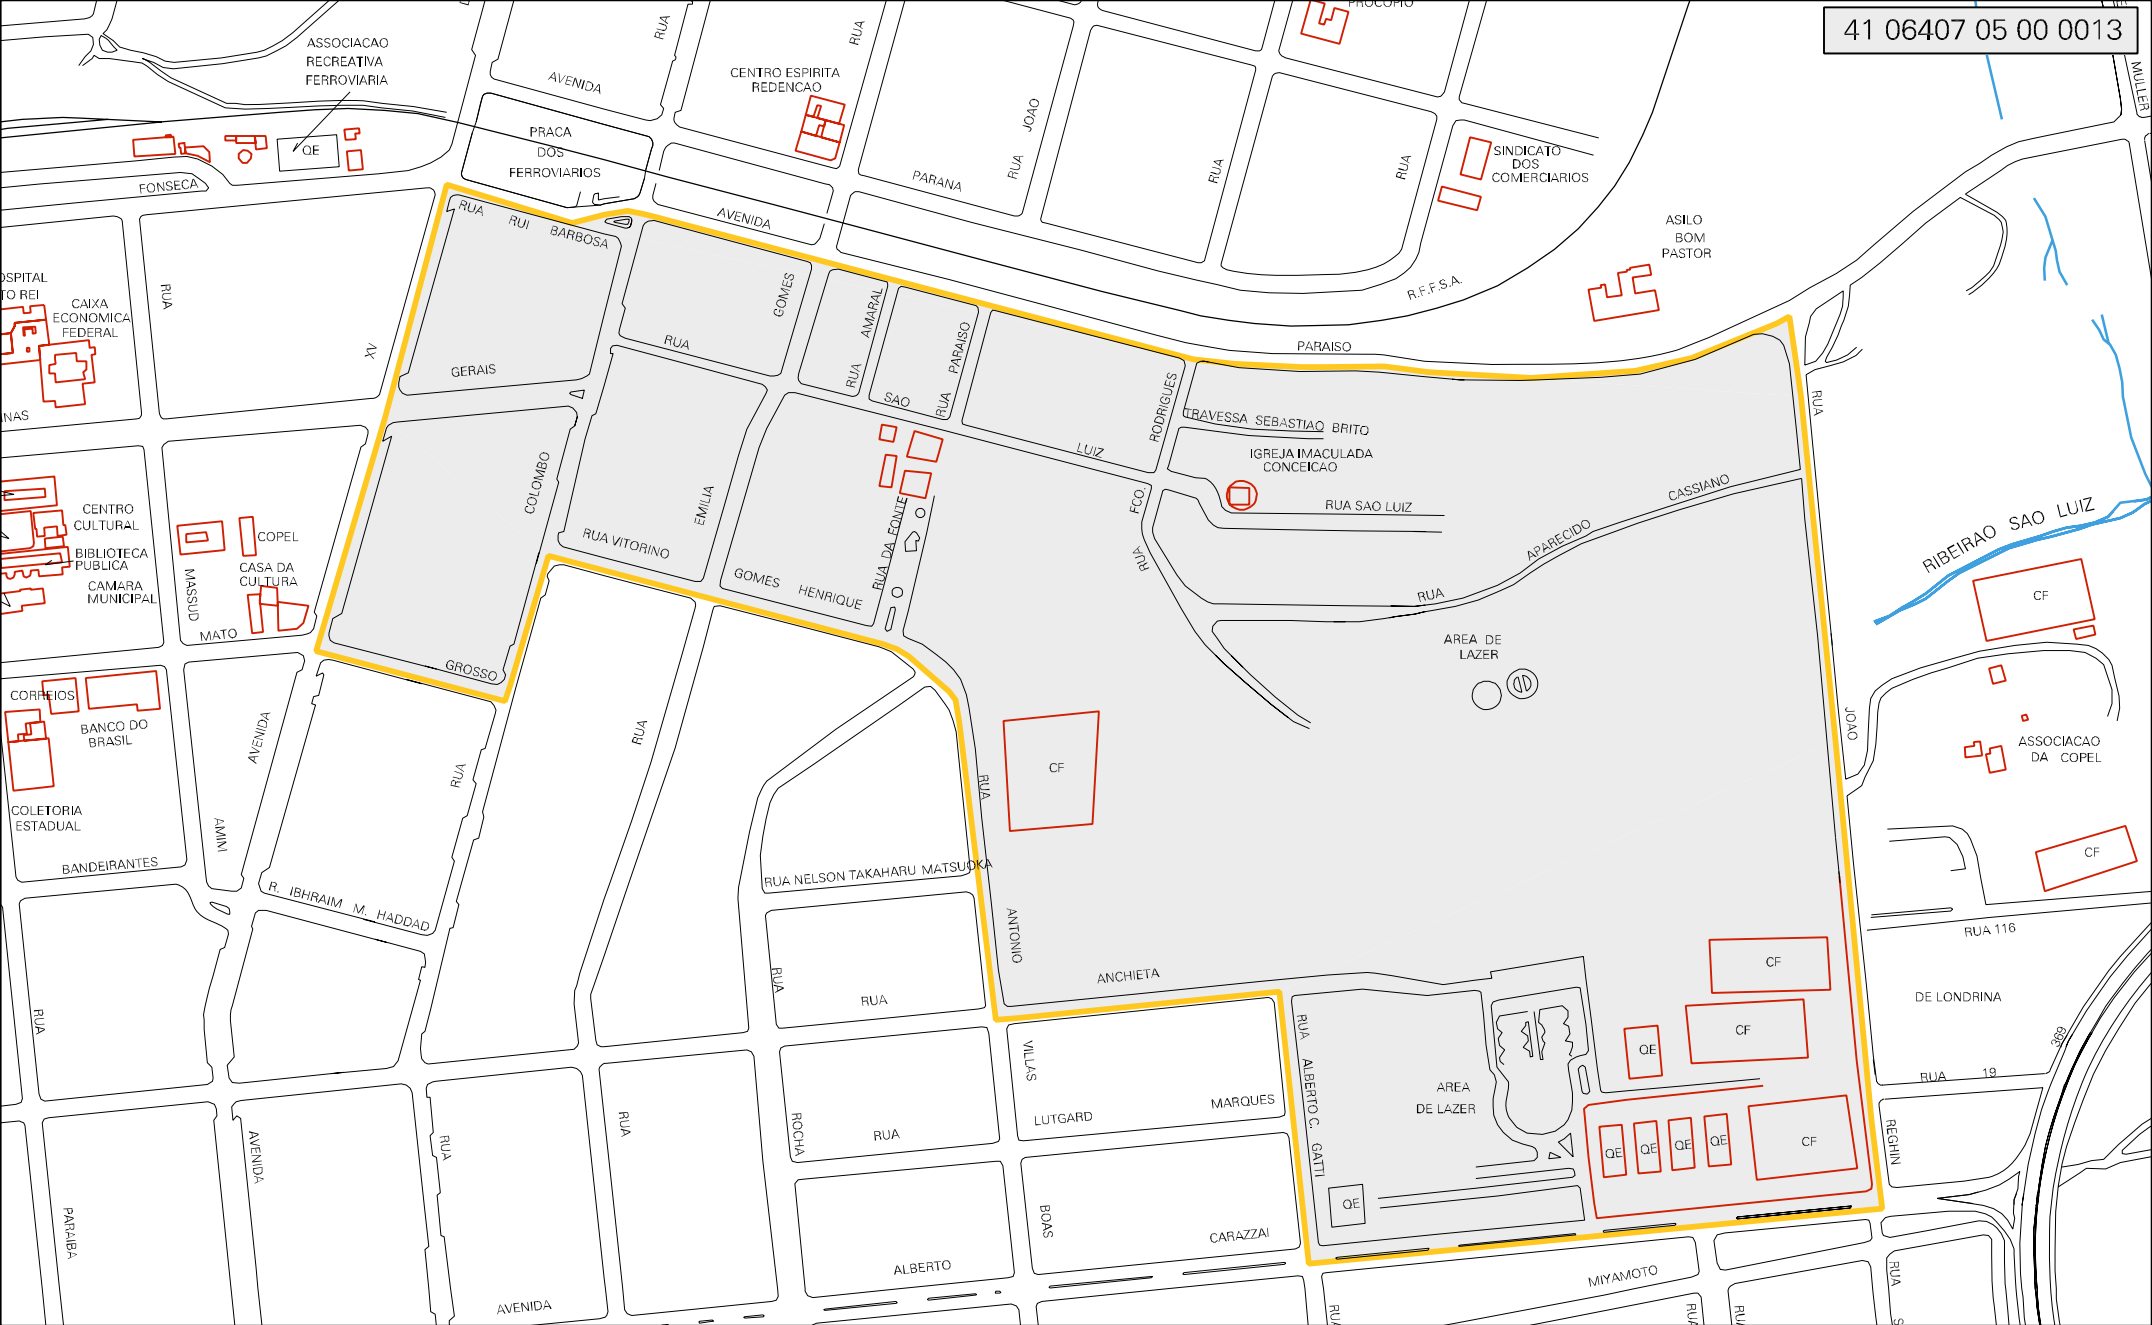 41 06407 05 00 0013
PROCOPIO
MULLER
RUA
RUA
ASSOCIACAO
RECREATIVA
FERROVIARIA
AVENIDA
CENTRO ESPIRITA
REDENCAO
JOAO
RUA
RUA
RUA
PRACA
DOS
FERROVIARIOS
QE
FONSECA
PARANA
AVENIDA
SINDICATO
DOS
COMERCIARIOS
ASILO
BOM
PASTOR
RUA
RUI
BARBOSA
R.F.F.S.A.
PARAISO
OSPITAL
TO REI
CAIXA
ECONOMICA
FEDERAL
RUA
XV
GERAIS
INAS
GOMES
RUA
RUA
AMARAL
RUA
PARAISO
SAO
LUIZ
RODRIGUES
TRAVESSA SEBASTIAO BRITO
IGREJA IMACULADA
CONCEICAO
RUA SAO LUIZ
FCO.
RUA
RUA
APARECIDO
CASSIANO
RUA
RIBEIRAO SAO LUIZ
CENTRO
CULTURAL
BIBLIOTECA
PUBLICA
CAMARA
MUNICIPAL
COPEL
CASA DA
CULTURA
MASSUD
MATO
GROSSO
COLOMBO
EMILIA
RUA VITORINO
GOMES HENRIQUE
RUA DA FONTE
AREA DE
LAZER
CF
CF
CORREIOS
BANCO DO
BRASIL
COLETORIA
ESTADUAL
AVENIDA
AMIM
RUA
RUA
BANDEIRANTES
R. IBHRAIM M. HADDAD
RUA
RUA NELSON TAKAHARU MATSUOKA
ANTONIO
ANCHIETA
JOAO
ASSOCIACAO
DA COPEL
CF
RUA 116
DE LONDRINA
369
RUA 19
RUA
RUA
RUA
VILLAS
LUTGARD
MARQUES
RUA
ALBERTO C. GATTI
AREA
DE LAZER
CF
CF
QE
QE
QE
QE
QE
CF
QE
REGHIN
AVENIDA
RUA
RUA
ROCHA
RUA
PARAIBA
BOAS
CARAZZAI
ALBERTO
AVENIDA
MIYAMOTO
RUA
RUA
RUA
RUA
S